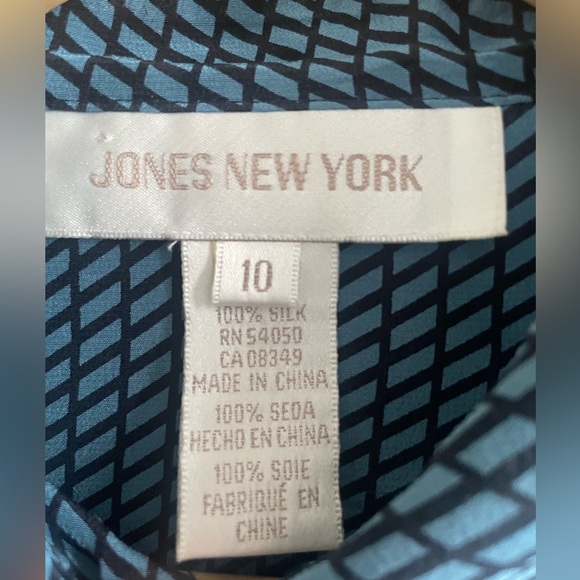 JONES NEW YORK
10
100% SILK
RN 54050
CA 08349
MADE IN CHINA
100% SEDA
HECHO EN CHINA
100% SOIE
FABRIQUÉ EN
CHINE